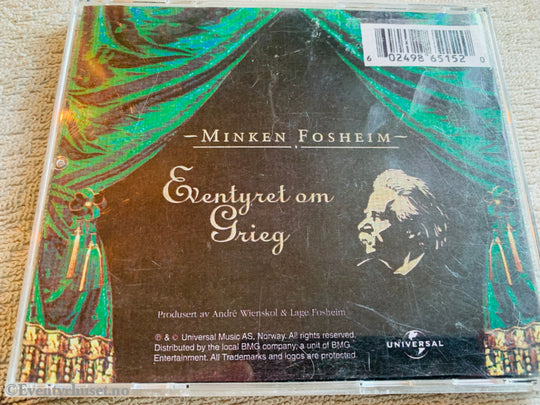 6 02498 65152 0
MINKEN FOSHEIM
Eventyret om
Grieg
Produsert av André Wienskol & Lage Fosheim
℗ & © Universal Music AS, Norway. All rights reserved.
Distributed by the local BMG company, a unit of BMG
Entertainment. All Trademarks and logos are protected.
UNIVERSAL
©Eventyrhuset.no